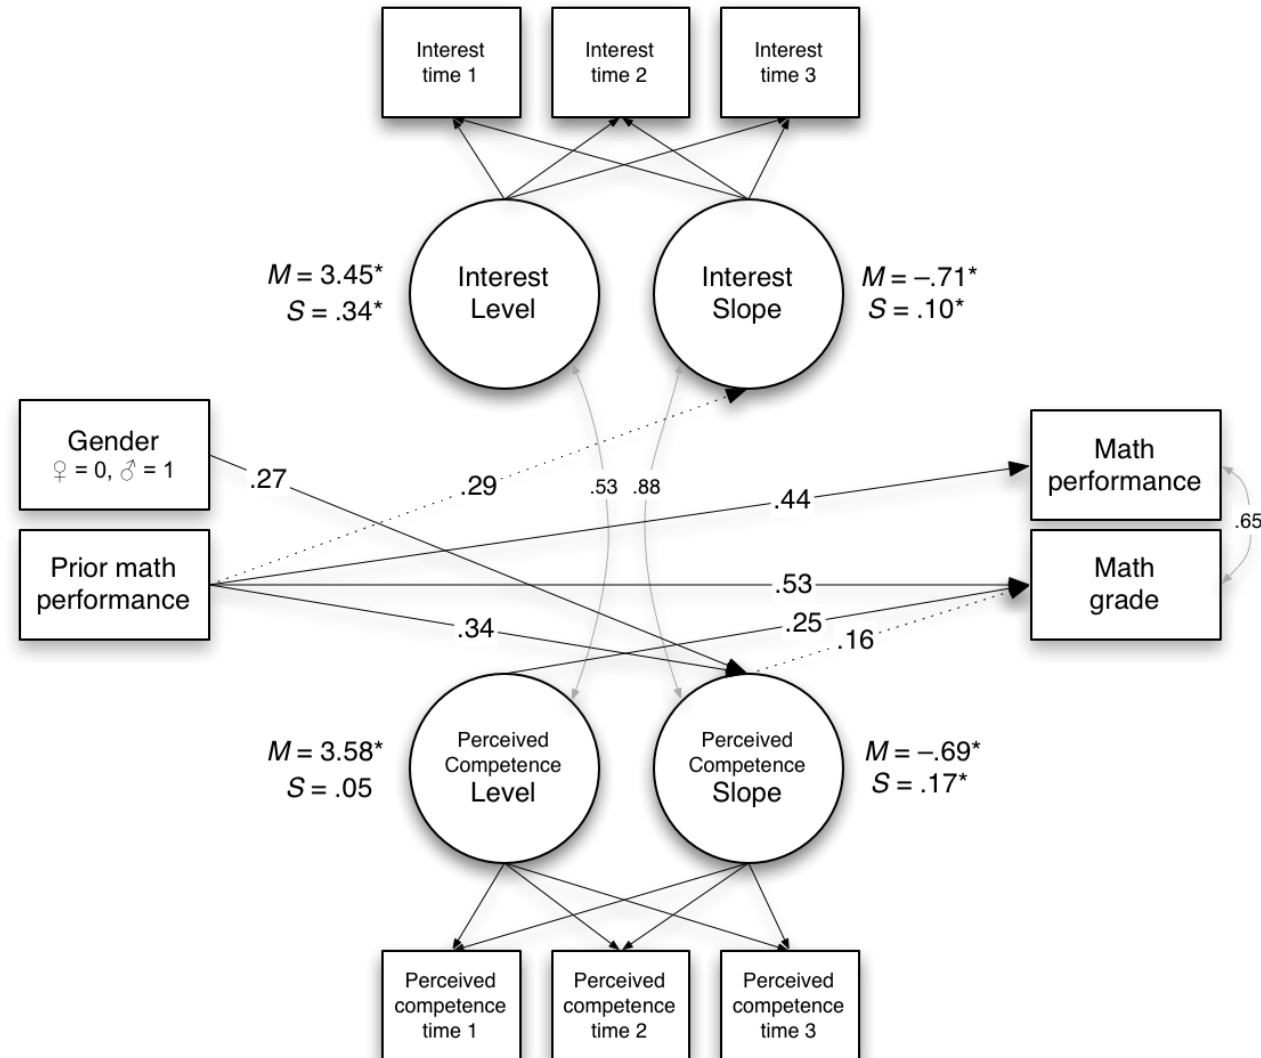 Interest
time 1
Interest
time 2
Interest
time 3
M = 3.45*
S = .34*
Interest
Level
Interest
Slope
M = –.71*
S = .10*
Gender
♀ = 0, ♂ = 1
.27
.29
.53
.88
.44
Math
performance
.65
Prior math
performance
.53
Math
grade
.34
.25
.16
M = 3.58*
S = .05
Perceived
Competence
Level
Perceived
Competence
Slope
M = –.69*
S = .17*
Perceived
competence
time 1
Perceived
competence
time 2
Perceived
competence
time 3